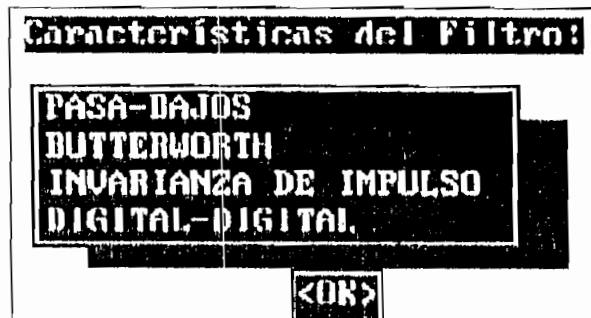 Características del Filtro:
PASA-BAJOS
BUTTERWORTH
INVARIANZA DE IMPULSO
DIGITAL-DIGITAL
<OK>